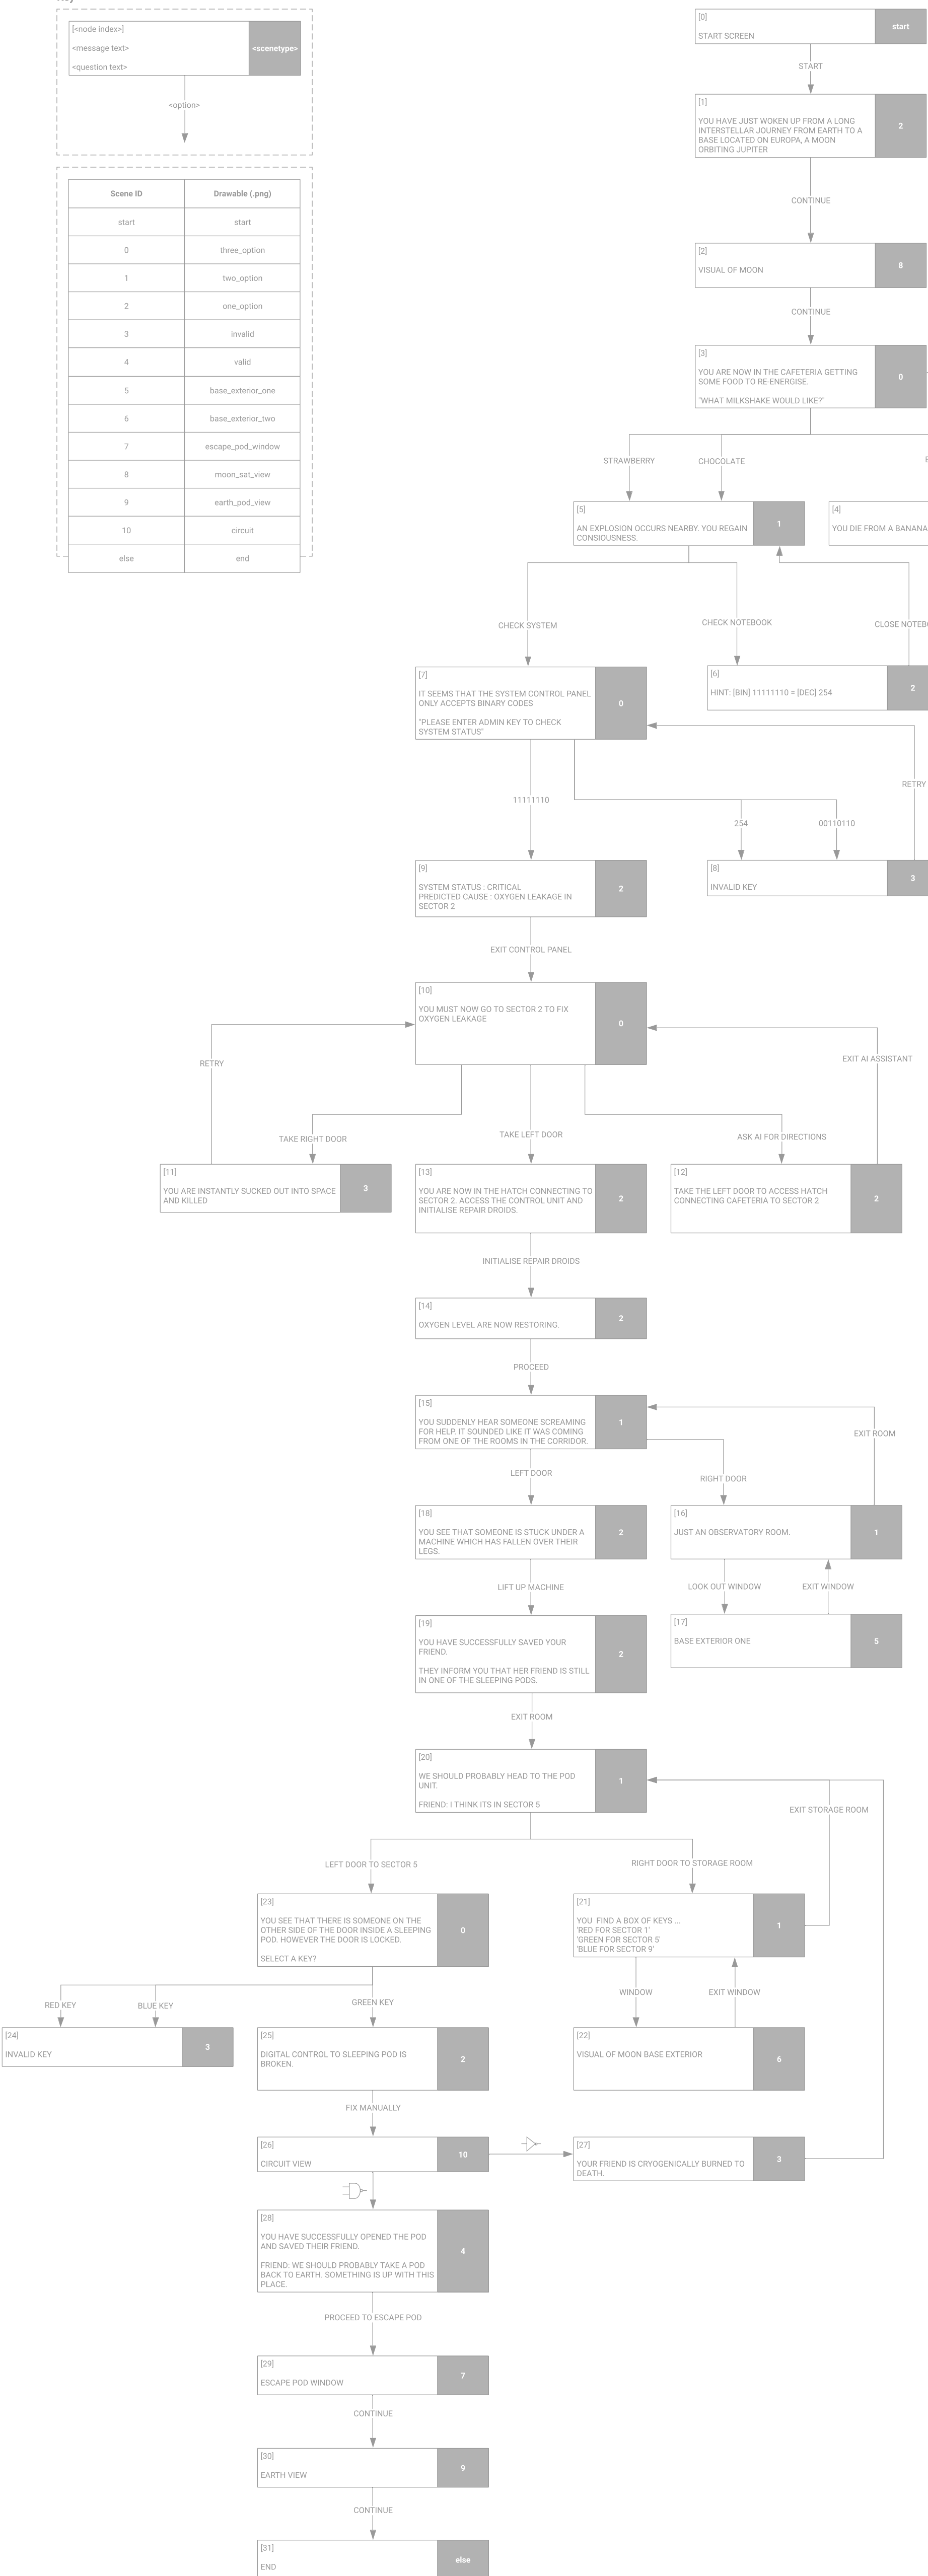 [<node index>]
<message text>
<question text>
<scenetype>
<option>
Scene ID
Drawable (.png)
start
start
0
three_option
1
two_option
2
one_option
3
invalid
4
valid
5
base_exterior_one
6
base_exterior_two
7
escape_pod_window
8
moon_sat_view
9
earth_pod_view
10
circuit
else
end
[0]
START SCREEN
start
START
[1]
YOU HAVE JUST WOKEN UP FROM A LONG
INTERSTELLAR JOURNEY FROM EARTH TO A
BASE LOCATED ON EUROPA, A MOON
ORBITING JUPITER
2
CONTINUE
[2]
VISUAL OF MOON
8
CONTINUE
[3]
YOU ARE NOW IN THE CAFETERIA GETTING
SOME FOOD TO RE-ENERGISE.
"WHAT MILKSHAKE WOULD LIKE?"
0
STRAWBERRY
CHOCOLATE
[5]
AN EXPLOSION OCCURS NEARBY. YOU REGAIN
CONSIOUSNESS.
1
[4]
YOU DIE FROM A BANANA
CHECK SYSTEM
CHECK NOTEBOOK
CLOSE
[7]
IT SEEMS THAT THE SYSTEM CONTROL PANEL
ONLY ACCEPTS BINARY CODES
"PLEASE ENTER ADMIN KEY TO CHECK
SYSTEM STATUS"
0
[6]
HINT: [BIN] 11111110 = [DEC] 254
2
RETRY
11111110
254
00110110
[9]
SYSTEM STATUS : CRITICAL
PREDICTED CAUSE : OXYGEN LEAKAGE IN
SECTOR 2
2
[8]
INVALID KEY
3
EXIT CONTROL PANEL
[10]
YOU MUST NOW GO TO SECTOR 2 TO FIX
OXYGEN LEAKAGE
0
RETRY
EXIT AI ASSISTANT
TAKE RIGHT DOOR
TAKE LEFT DOOR
ASK AI FOR DIRECTIONS
[11]
YOU ARE INSTANTLY SUCKED OUT INTO SPACE
AND KILLED
3
[13]
YOU ARE NOW IN THE HATCH CONNECTING TO
SECTOR 2. ACCESS THE CONTROL UNIT AND
INITIALISE REPAIR DROIDS.
2
[12]
TAKE THE LEFT DOOR TO ACCESS HATCH
CONNECTING CAFETERIA TO SECTOR 2
2
INITIALISE REPAIR DROIDS
[14]
OXYGEN LEVEL ARE NOW RESTORING.
2
PROCEED
[15]
YOU SUDDENLY HEAR SOMEONE SCREAMING
FOR HELP. IT SOUNDED LIKE IT WAS COMING
FROM ONE OF THE ROOMS IN THE CORRIDOR.
1
EXIT ROOM
LEFT DOOR
RIGHT DOOR
[18]
YOU SEE THAT SOMEONE IS STUCK UNDER A
MACHINE WHICH HAS FALLEN OVER THEIR
LEGS.
2
[16]
JUST AN OBSERVATORY ROOM.
1
LIFT UP MACHINE
LOOK OUT WINDOW
EXIT WINDOW
[19]
YOU HAVE SUCCESSFULLY SAVED YOUR
FRIEND.
THEY INFORM YOU THAT HER FRIEND IS STILL
IN ONE OF THE SLEEPING PODS.
2
[17]
BASE EXTERIOR ONE
5
EXIT ROOM
[20]
WE SHOULD PROBABLY HEAD TO THE POD
UNIT.
FRIEND: I THINK ITS IN SECTOR 5
1
EXIT STORAGE ROOM
LEFT DOOR TO SECTOR 5
RIGHT DOOR TO STORAGE ROOM
[23]
YOU SEE THAT THERE IS SOMEONE ON THE
OTHER SIDE OF THE DOOR INSIDE A SLEEPING
POD. HOWEVER THE DOOR IS LOCKED.
SELECT A KEY?
0
[21]
YOU FIND A BOX OF KEYS ...
'RED FOR SECTOR 1'
'GREEN FOR SECTOR 5'
'BLUE FOR SECTOR 9'
1
RED KEY
BLUE KEY
GREEN KEY
WINDOW
EXIT WINDOW
[24]
INVALID KEY
3
[25]
DIGITAL CONTROL TO SLEEPING POD IS
BROKEN.
2
[22]
VISUAL OF MOON BASE EXTERIOR
6
FIX MANUALLY
[26]
CIRCUIT VIEW
10
[27]
YOUR FRIEND IS CRYOGENICALLY BURNED TO
DEATH.
3
[28]
YOU HAVE SUCCESSFULLY OPENED THE POD
AND SAVED THEIR FRIEND.
FRIEND: WE SHOULD PROBABLY TAKE A POD
BACK TO EARTH. SOMETHING IS UP WITH THIS
PLACE.
4
PROCEED TO ESCAPE POD
[29]
ESCAPE POD WINDOW
7
CONTINUE
[30]
EARTH VIEW
9
CONTINUE
[31]
END
else